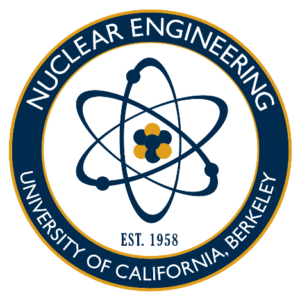 NUCLEAR ENGINEERING
EST. 1958
UNIVERSITY OF CALIFORNIA, BERKELEY